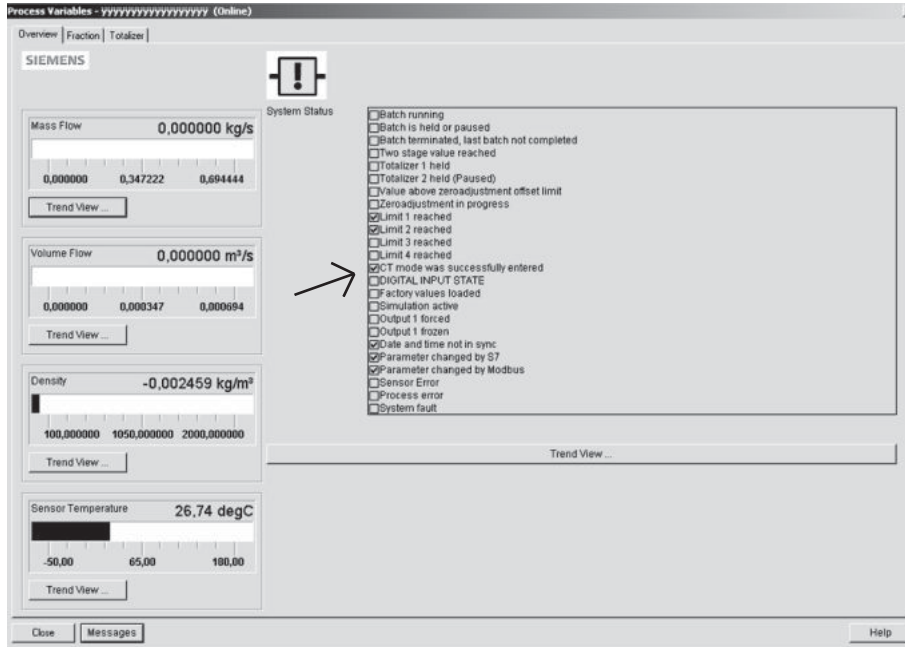 Process Variables - ÿÿÿÿÿÿÿÿÿÿÿÿÿÿÿÿ (Online)
Overview Fraction Totalizer
SIEMENS
System Status
Mass Flow 0,000000 kg/s
0,000000 0,347222 0,694444
Trend View ...
Volume Flow 0,000000 m³/s
0,000000 0,000347 0,000694
Trend View ...
Density -0,002459 kg/m³
100,000000 1050,000000 2000,000000
Trend View ...
Sensor Temperature 26,74 degC
-50,00 65,00 180,00
Trend View ...
Batch running
Batch is held or paused
Batch terminated, last batch not completed
Two stage value reached
Totalizer 1 held
Totalizer 2 held (Paused)
Value above zeroadjustment offset limit
Zeroadjustment in progress
Limit 1 reached
Limit 2 reached
Limit 3 reached
Limit 4 reached
CT mode was successfully entered
DIGITAL INPUT STATE
Factory values loaded
Simulation active
Output 1 forced
Output 1 frozen
Date and time not in sync
Parameter changed by S7
Parameter changed by Modbus
Sensor Error
Process error
System fault
Trend View ...
Close Messages Help